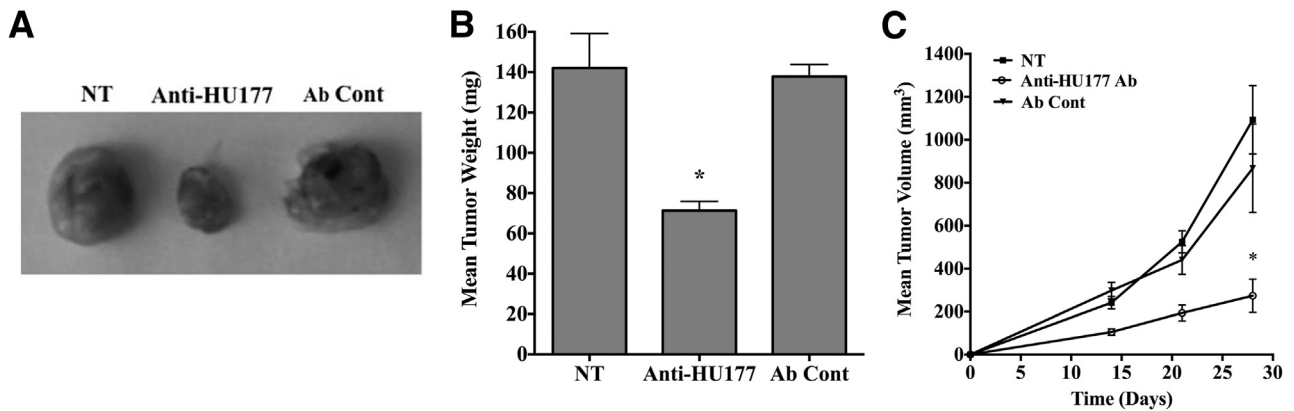 A
NT Anti-HU177 Ab Cont
B
Mean Tumor Weight (mg)
160
140
120
100
80
60
40
20
0
*
NT Anti-HU177 Ab Cont
C
Mean Tumor Volume (mm³)
1400
1200
1000
800
600
400
200
0
NT
Anti-HU177 Ab
Ab Cont
*
0 5 10 15 20 25 30
Time (Days)